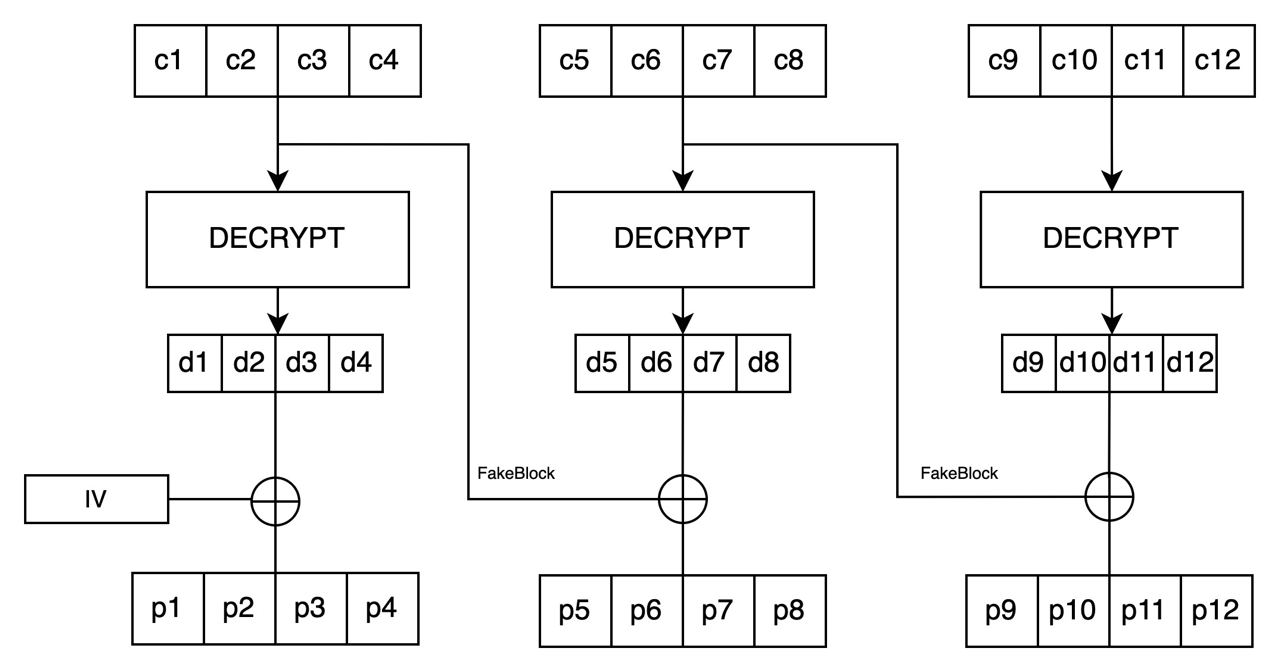 c1 c2 c3 c4 c5 c6 c7 c8 c9 c10 c11 c12
DECRYPT DECRYPT DECRYPT
d1 d2 d3 d4 d5 d6 d7 d8 d9 d10 d11 d12
FakeBlock FakeBlock
IV
p1 p2 p3 p4 p5 p6 p7 p8 p9 p10 p11 p12